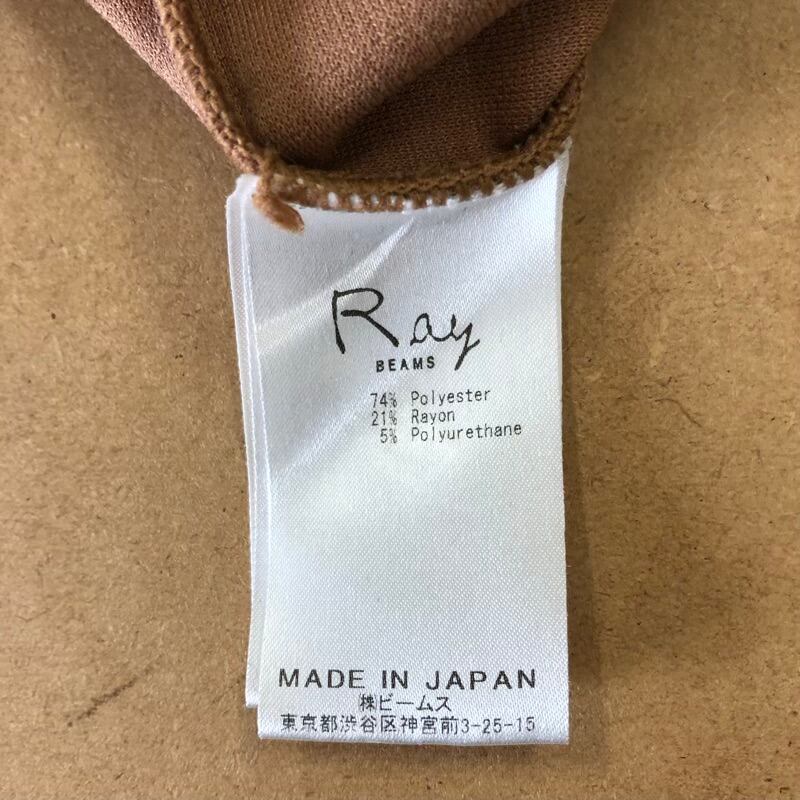 Ray
BEAMS
74% Polyester
21% Rayon
5% Polyurethane
MADE IN JAPAN
㈱ビームス
東京都渋谷区神宮前3-25-15